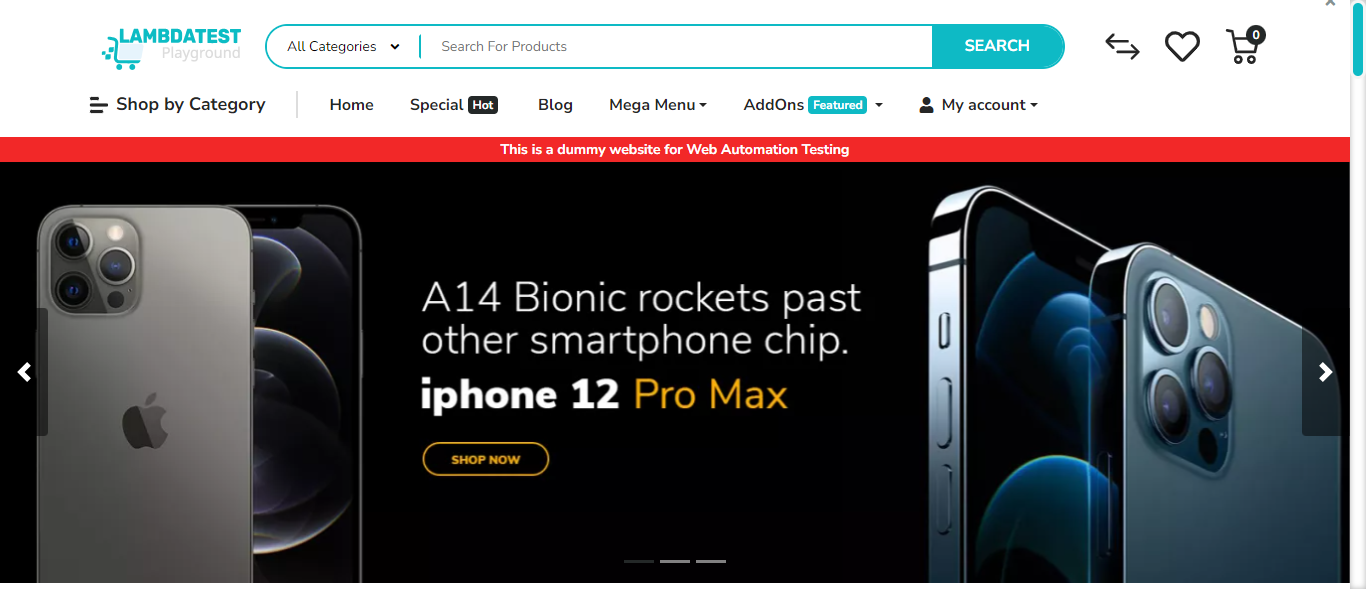 LAMBDATEST
Playground
All Categories
Search For Products
SEARCH
0
Shop by Category
Home
Special Hot
Blog
Mega Menu
AddOns Featured
My account
This is a dummy website for Web Automation Testing
A14 Bionic rockets past
other smartphone chip.
iphone 12 Pro Max
SHOP NOW